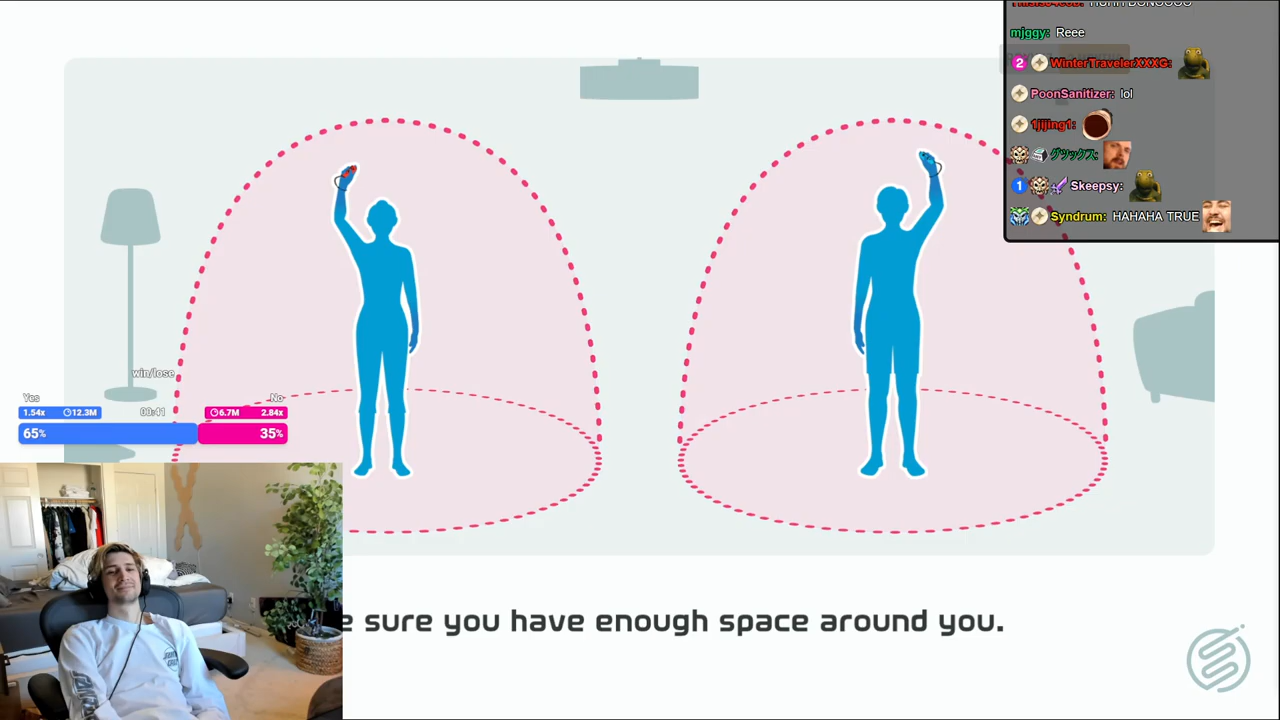 mjggy: Reee
2 WinterTravelerXXXG:
PoonSanitizer: lol
1jijing1:
グツックス:
1 Skeepsy:
Syndrum: HAHAHA TRUE
win/lose
Yes
No
1.54x 12.3M
00:41
6.7M 2.84x
65%
35%
sure you have enough space around you.